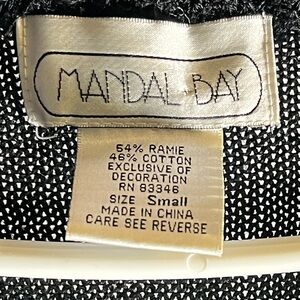 MANDAL BAY
54% RAMIE
46% COTTON
EXCLUSIVE OF
DECORATION
RN 83346
SIZE Small
MADE IN CHINA
CARE SEE REVERSE